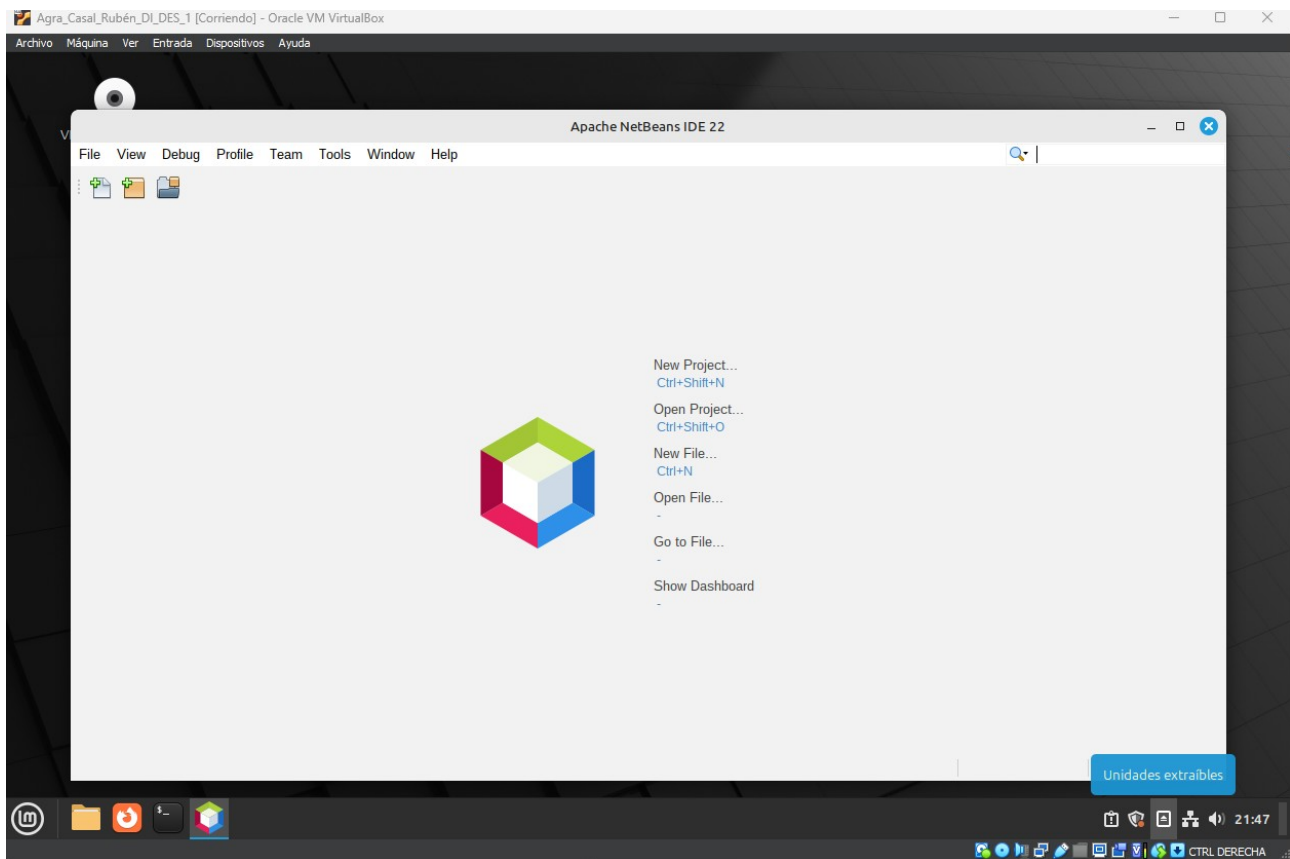 Agra_Casal_Rubén_DI_DES_1 [Corriendo] - Oracle VM VirtualBox
Archivo Máquina Ver Entrada Dispositivos Ayuda
Apache NetBeans IDE 22
File View Debug Profile Team Tools Window Help
New Project...
Ctrl+Shift+N
Open Project...
Ctrl+Shift+O
New File...
Ctrl+N
Open File...
-
Go to File...
-
Show Dashboard
-
Unidades extraíbles
$_
21:47
CTRL DERECHA